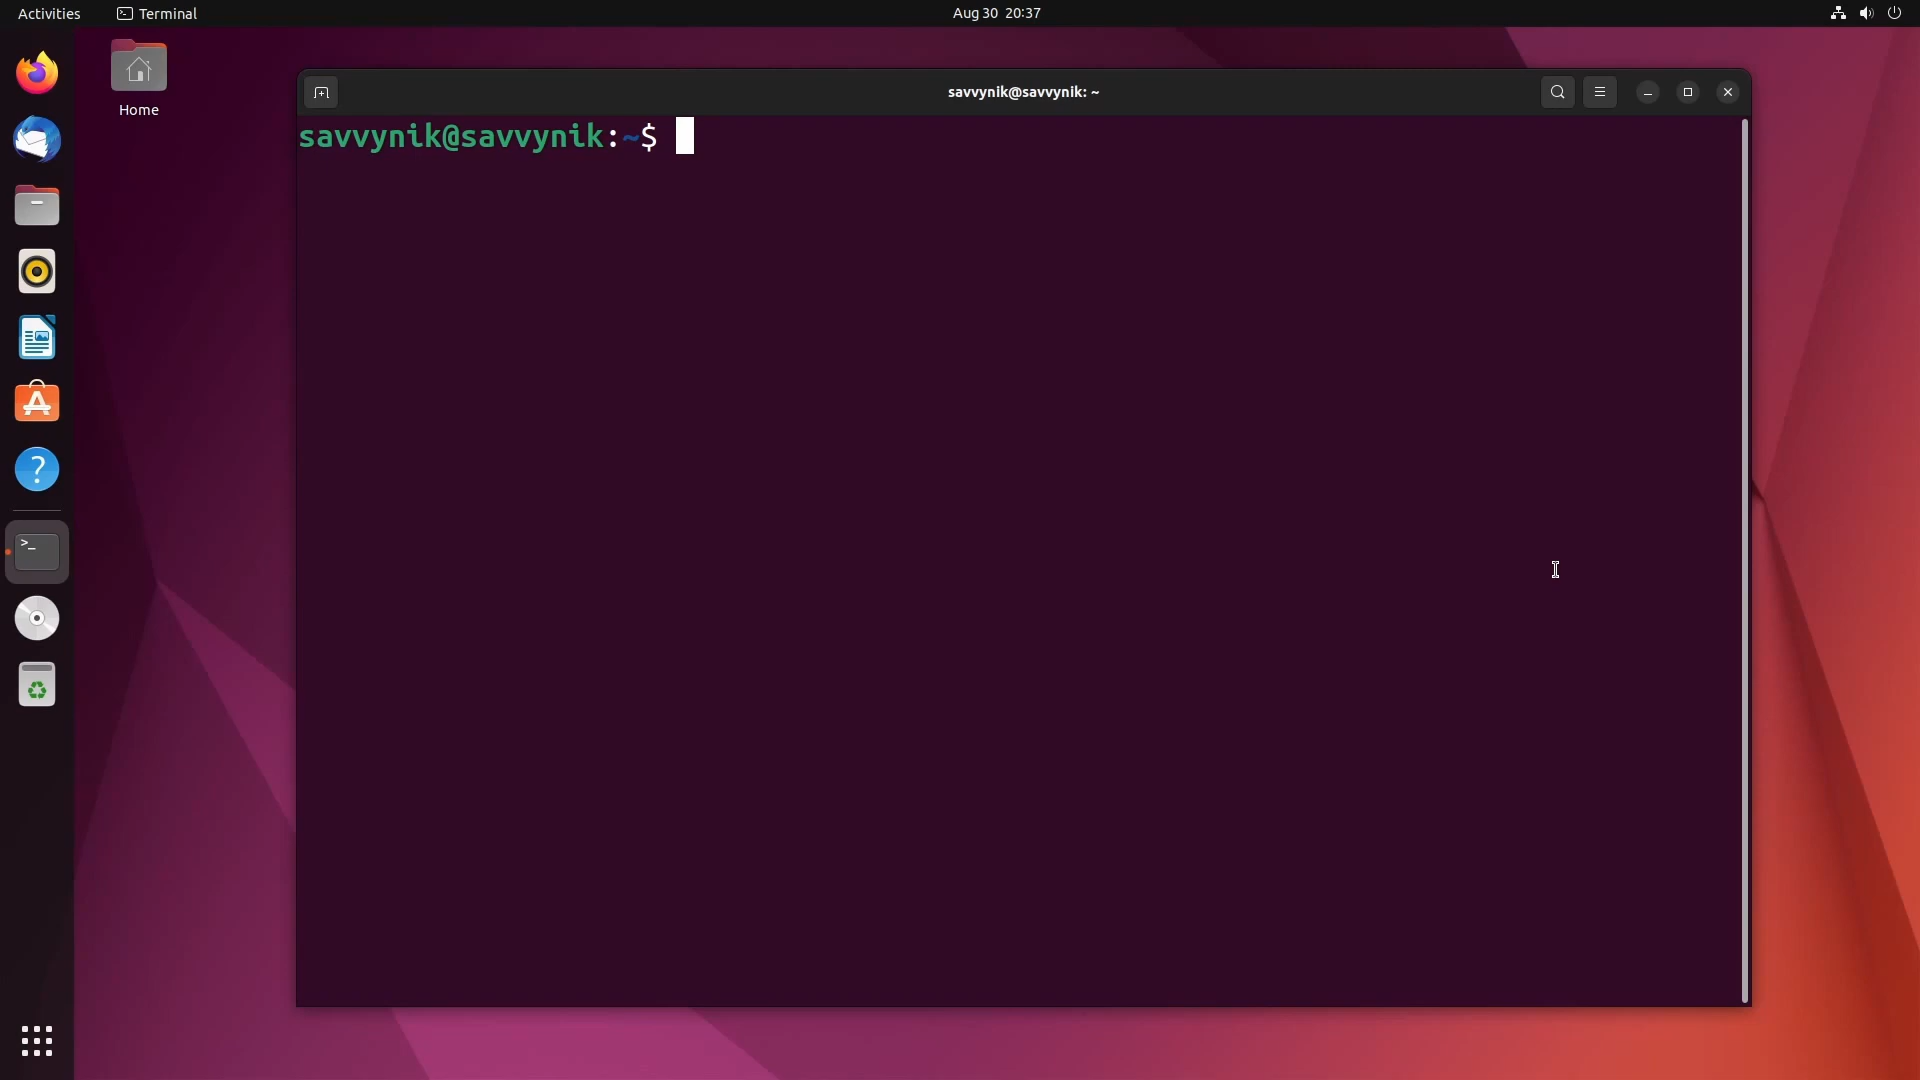 Activities Terminal Aug 30 20:37
Home
savvynik@savvynik: ~
savvynik@savvynik:~$
>_
?